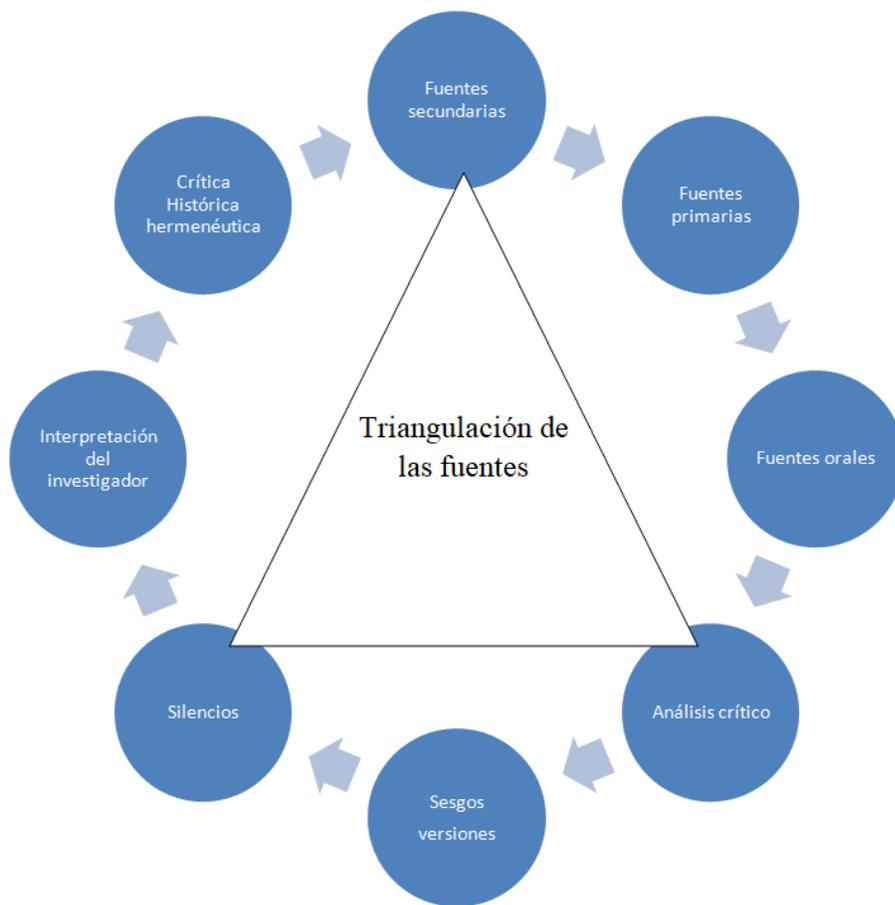 Fuentes
secundarias
Fuentes
primarias
Fuentes orales
Análisis crítico
Sesgos
versiones
Silencios
Interpretación
del
investigador
Crítica
Histórica
hermenéutica
Triangulación de
las fuentes